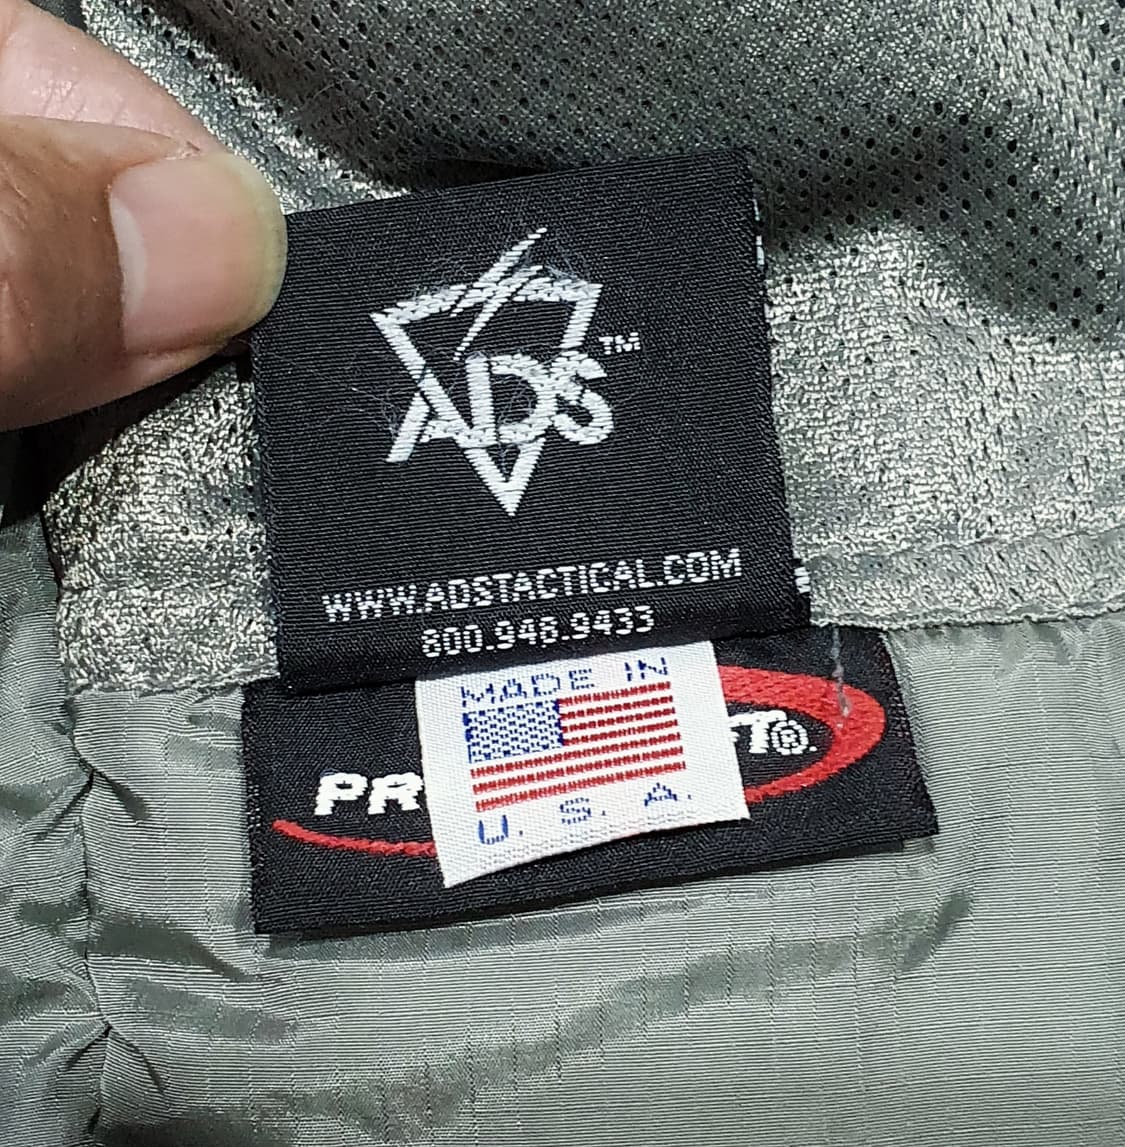 ADS™
WWW.ADSTACTICAL.COM
800.948.9433
MADE IN
U. S. A.